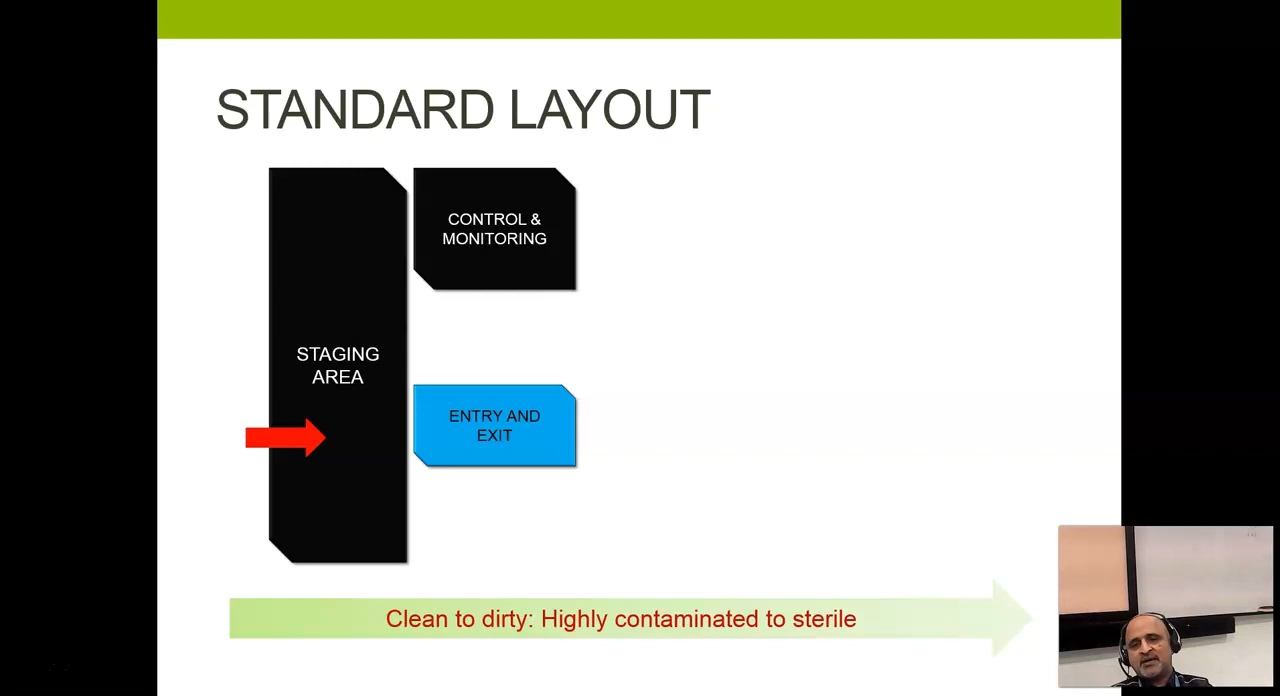 STANDARD LAYOUT
CONTROL &
MONITORING
STAGING
AREA
ENTRY AND
EXIT
Clean to dirty: Highly contaminated to sterile